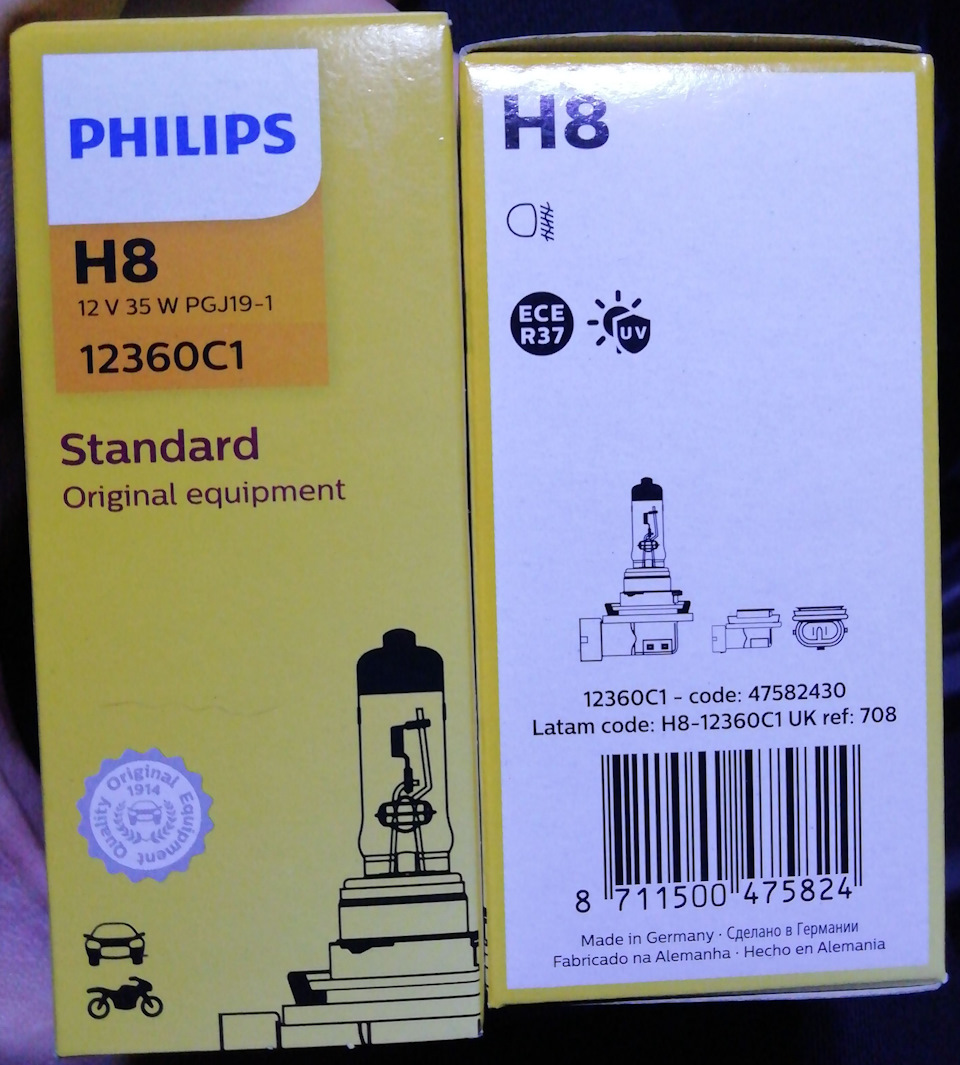 PHILIPS
H8
12 V 35 W PGJ19-1
12360C1
Standard
Original equipment
Quality Original Equipment
1914
H8
ECE
R37
UV
12360C1 - code: 47582430
Latam code: H8-12360C1 UK ref: 708
8 711500 475824
Made in Germany · Сделано в Германии
Fabricado na Alemanha · Hecho en Alemania